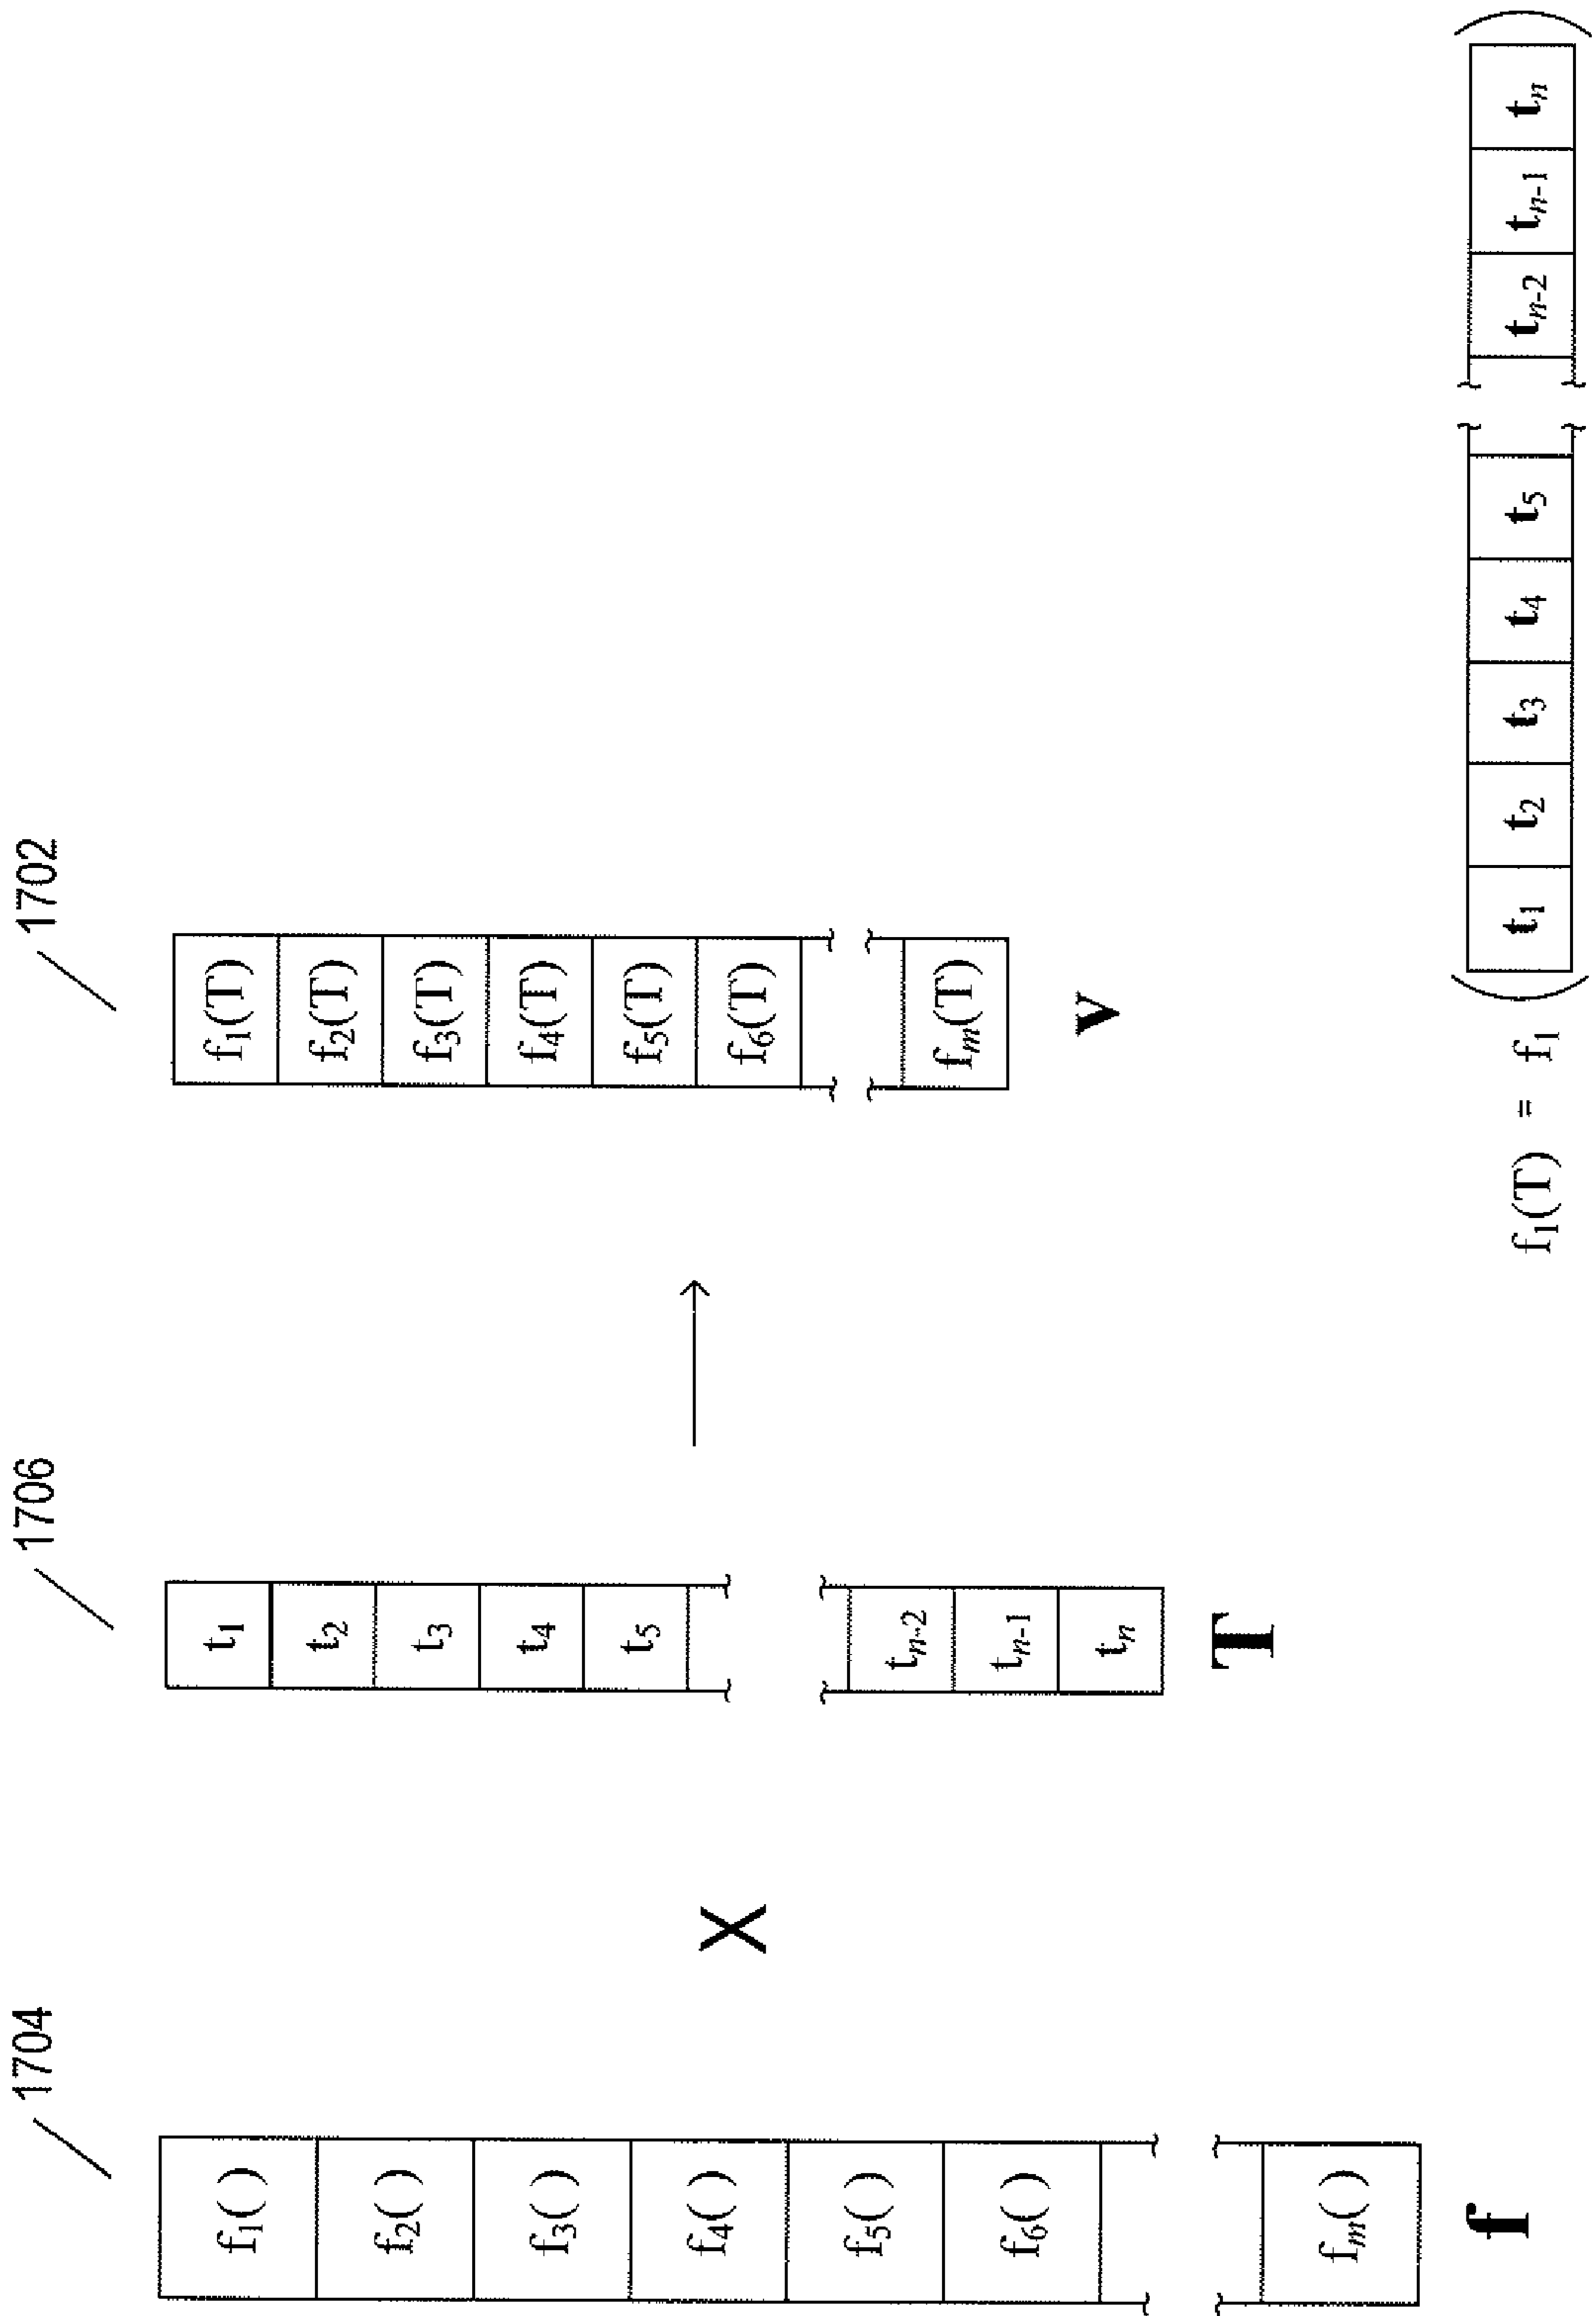 1704
1706
1702
f₁( )
f₂( )
f₃( )
f₄( )
f₅( )
f₆( )
fₘ( )
f
X
t₁
t₂
t₃
t₄
t₅
tₙ₋₂
tₙ₋₁
tₙ
T
→
f₁(T)
f₂(T)
f₃(T)
f₄(T)
f₅(T)
f₆(T)
fₘ(T)
v
f₁(T) = f₁ ( t₁ t₂ t₃ t₄ t₅ tₙ₋₂ tₙ₋₁ tₙ )